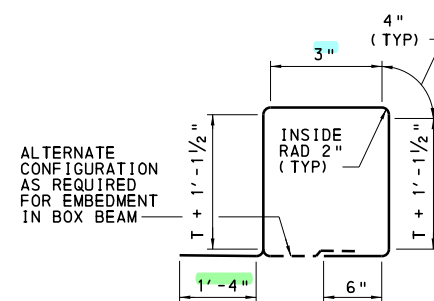 4"
(TYP)
3"
INSIDE
RAD 2"
(TYP)
T + 1'-1½"
T + 1'-1½"
ALTERNATE
CONFIGURATION
AS REQUIRED
FOR EMBEDMENT
IN BOX BEAM
1'-4"
6"